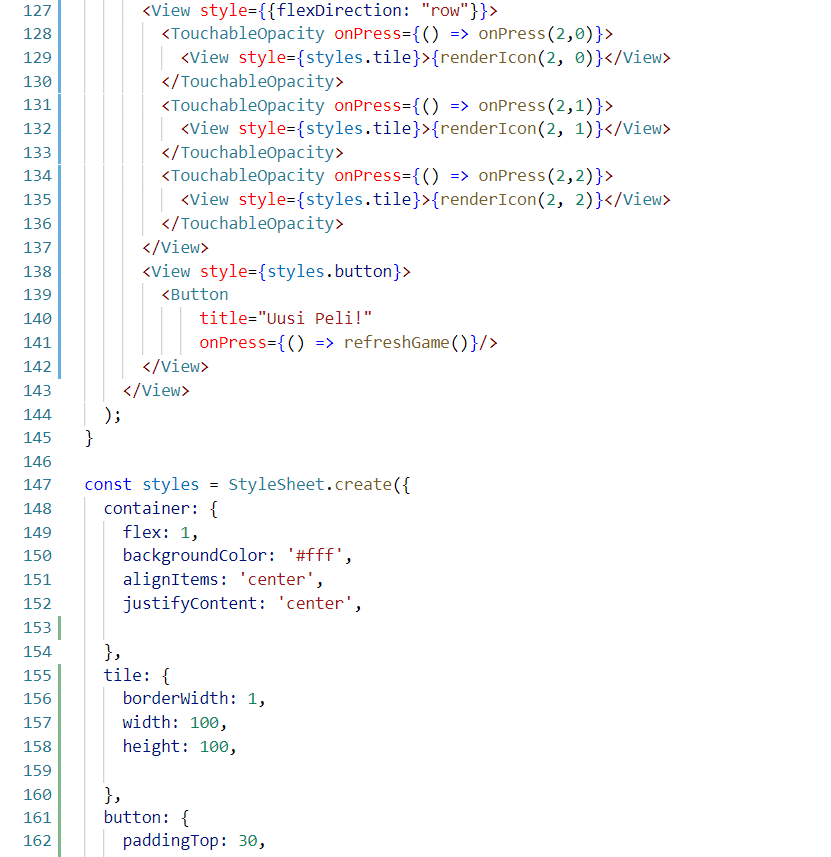 127 <View style={{flexDirection: "row"}}>
128 <TouchableOpacity onPress={() => onPress(2,0)}>
129 <View style={styles.tile}>{renderIcon(2, 0)}</View>
130 </TouchableOpacity>
131 <TouchableOpacity onPress={() => onPress(2,1)}>
132 <View style={styles.tile}>{renderIcon(2, 1)}</View>
133 </TouchableOpacity>
134 <TouchableOpacity onPress={() => onPress(2,2)}>
135 <View style={styles.tile}>{renderIcon(2, 2)}</View>
136 </TouchableOpacity>
137 </View>
138 <View style={styles.button}>
139 <Button
140 title="Uusi Peli!"
141 onPress={() => refreshGame()}/>
142 </View>
143 </View>
144 );
145 }
146
147 const styles = StyleSheet.create({
148 container: {
149 flex: 1,
150 backgroundColor: '#fff',
151 alignItems: 'center',
152 justifyContent: 'center',
153
154 },
155 tile: {
156 borderWidth: 1,
157 width: 100,
158 height: 100,
159
160 },
161 button: {
162 paddingTop: 30,